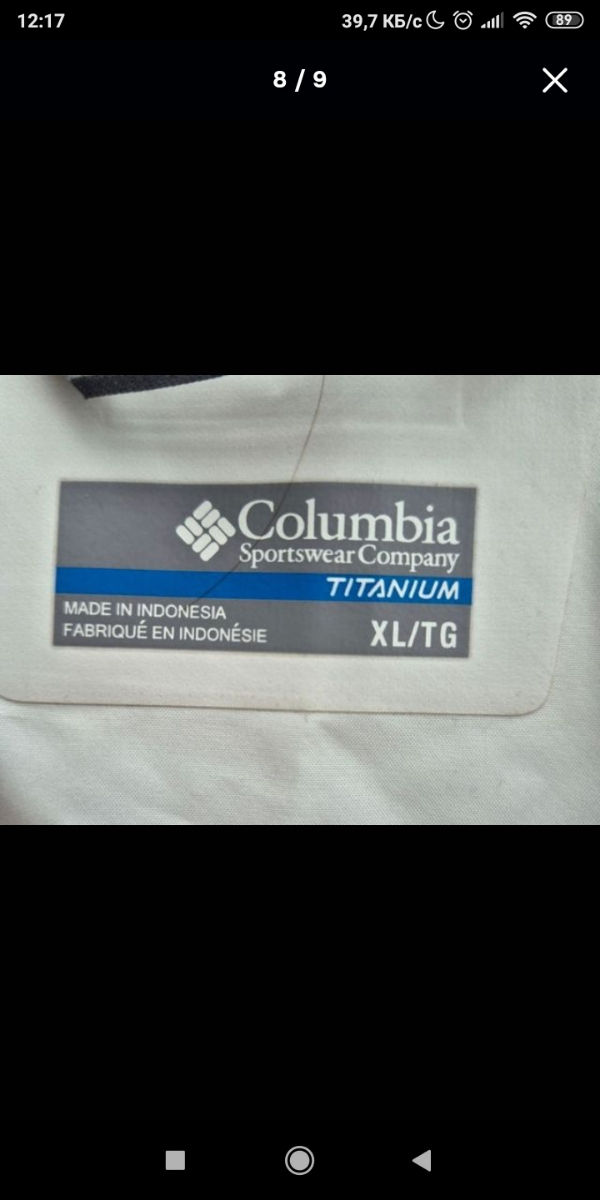 12:17
39,7 КБ/с
89
8 / 9
Columbia
Sportswear Company
TITANIUM
MADE IN INDONESIA
FABRIQUÉ EN INDONÉSIE
XL/TG